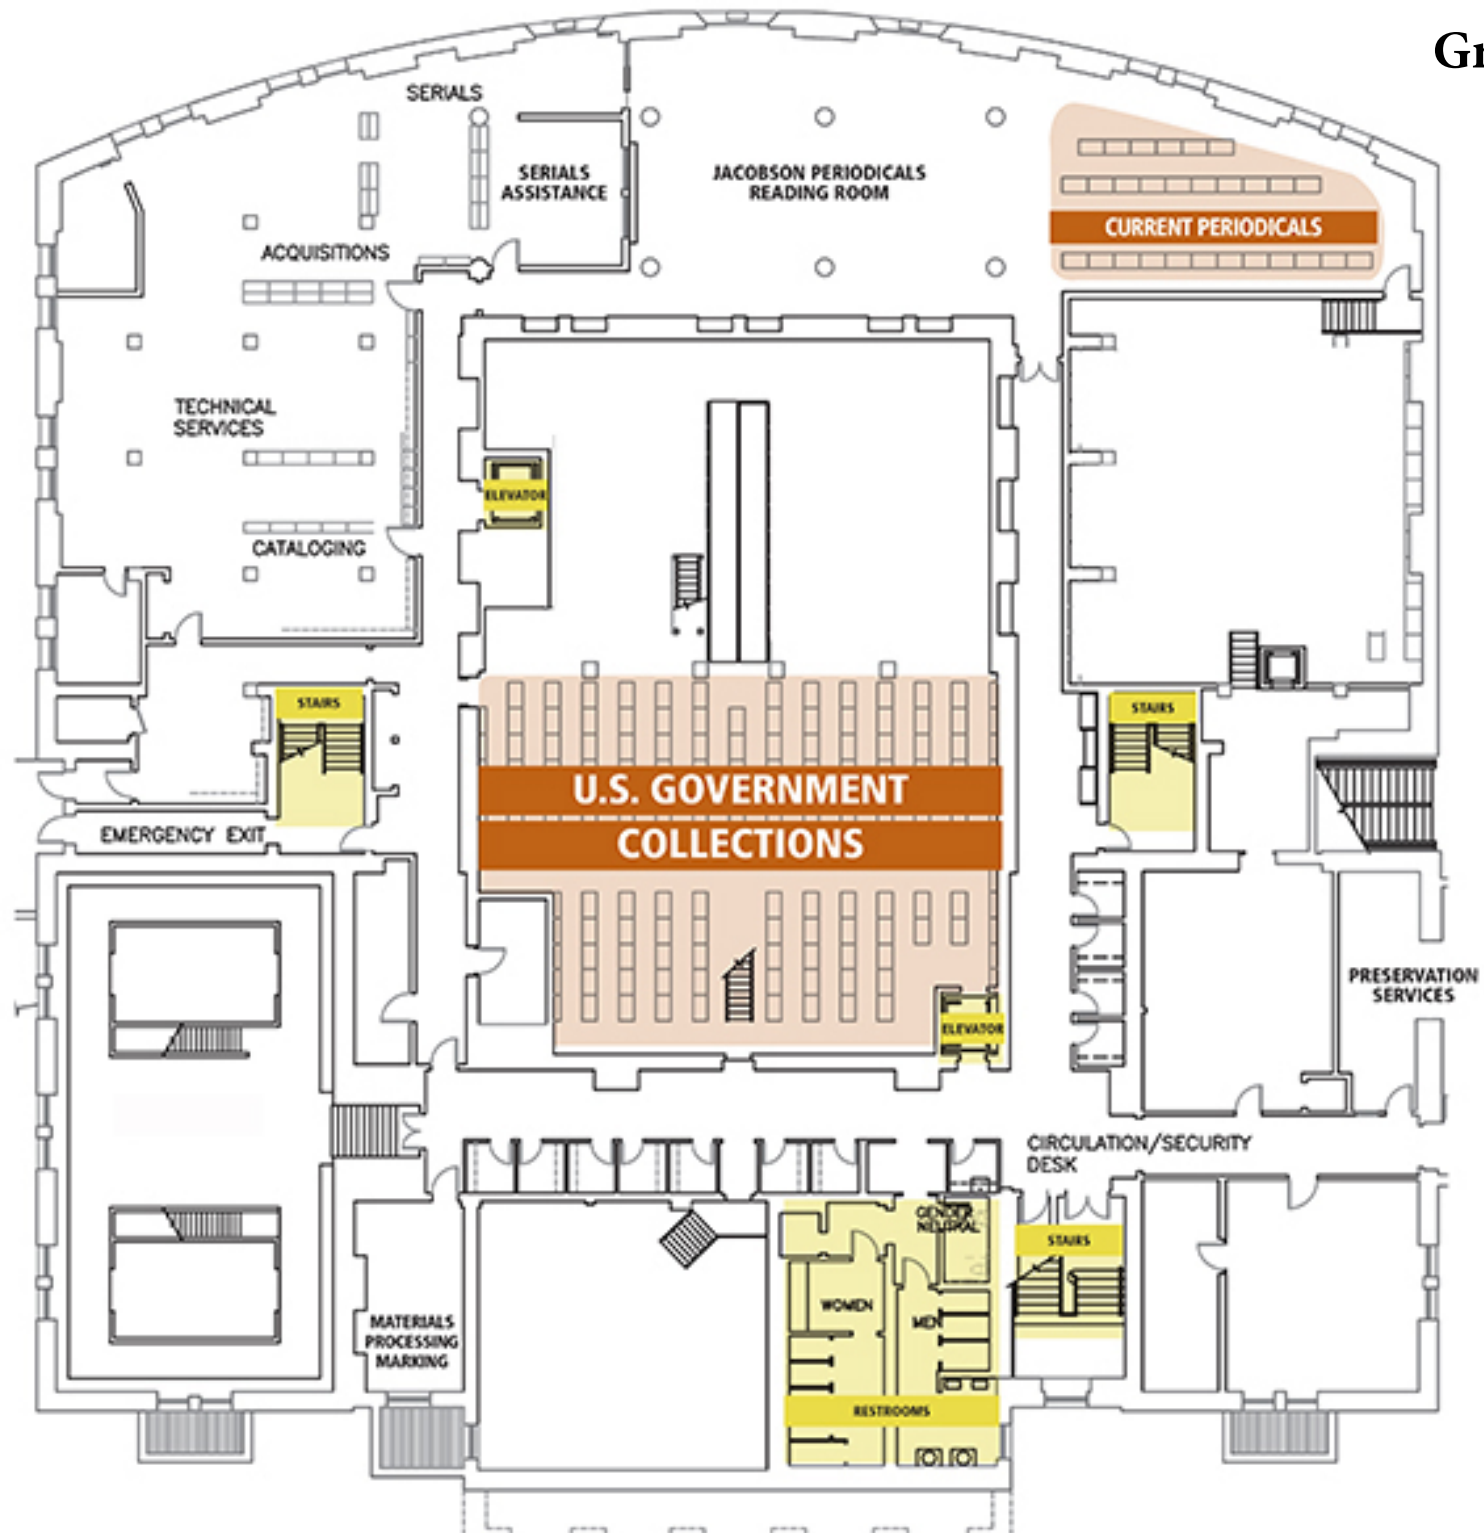 Gr
SERIALS
SERIALS
ASSISTANCE
JACOBSON PERIODICALS
READING ROOM
CURRENT PERIODICALS
ACQUISITIONS
TECHNICAL
SERVICES
ELEVATOR
CATALOGING
STAIRS
STAIRS
U.S. GOVERNMENT
COLLECTIONS
EMERGENCY EXIT
PRESERVATION
SERVICES
ELEVATOR
CIRCULATION/SECURITY
DESK
GENDER
NEUTRAL
STAIRS
WOMEN
MEN
MATERIALS
PROCESSING
MARKING
RESTROOMS